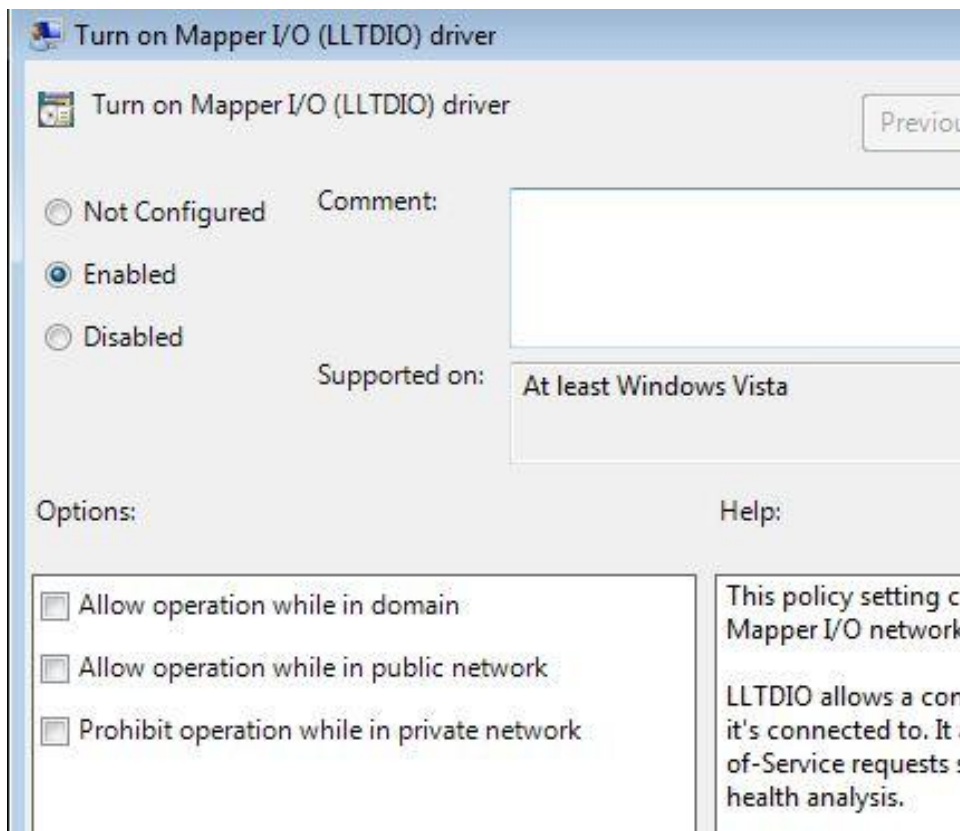 Turn on Mapper I/O (LLTDIO) driver
Turn on Mapper I/O (LLTDIO) driver
Not Configured
Comment:
Enabled
Disabled
Supported on:
At least Windows Vista
Options:
Help:
Allow operation while in domain
Allow operation while in public network
Prohibit operation while in private network
This policy setting
Mapper I/O network
LLTDIO allows a
it's connected to. It
of-Service requests
health analysis.